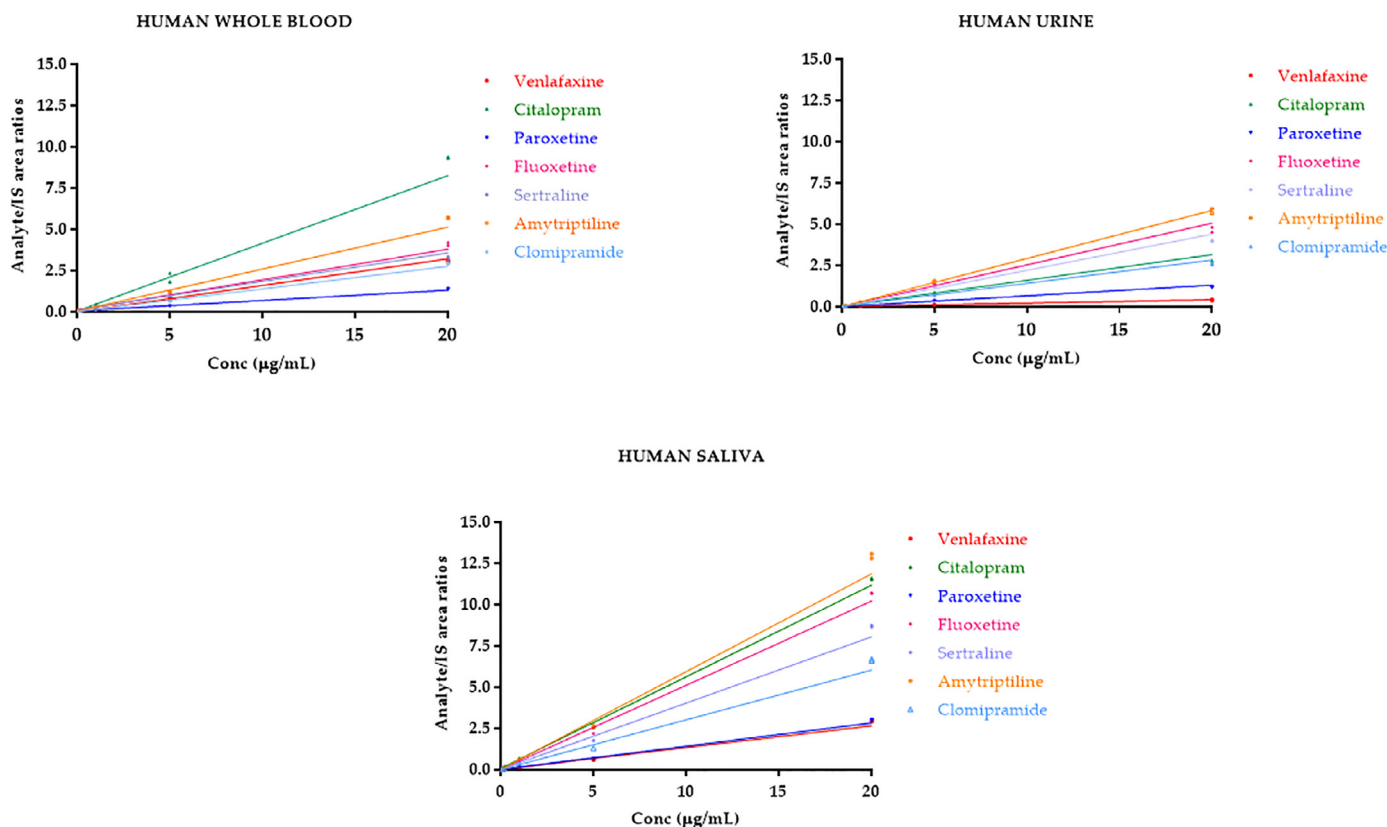 HUMAN WHOLE BLOOD
Analyte/IS area ratios
15.0
12.5
10.0
7.5
5.0
2.5
0.0
0
5
10
15
20
Conc (µg/mL)
Venlafaxine
Citalopram
Paroxetine
Fluoxetine
Sertraline
Amytriptiline
Clomipramide
HUMAN URINE
Analyte/IS area ratios
15.0
12.5
10.0
7.5
5.0
2.5
0.0
0
5
10
15
20
Conc (µg/mL)
Venlafaxine
Citalopram
Paroxetine
Fluoxetine
Sertraline
Amytriptiline
Clomipramide
HUMAN SALIVA
Analyte/IS area ratios
15.0
12.5
10.0
7.5
5.0
2.5
0.0
0
5
10
15
20
Conc (µg/mL)
Venlafaxine
Citalopram
Paroxetine
Fluoxetine
Sertraline
Amytriptiline
Clomipramide